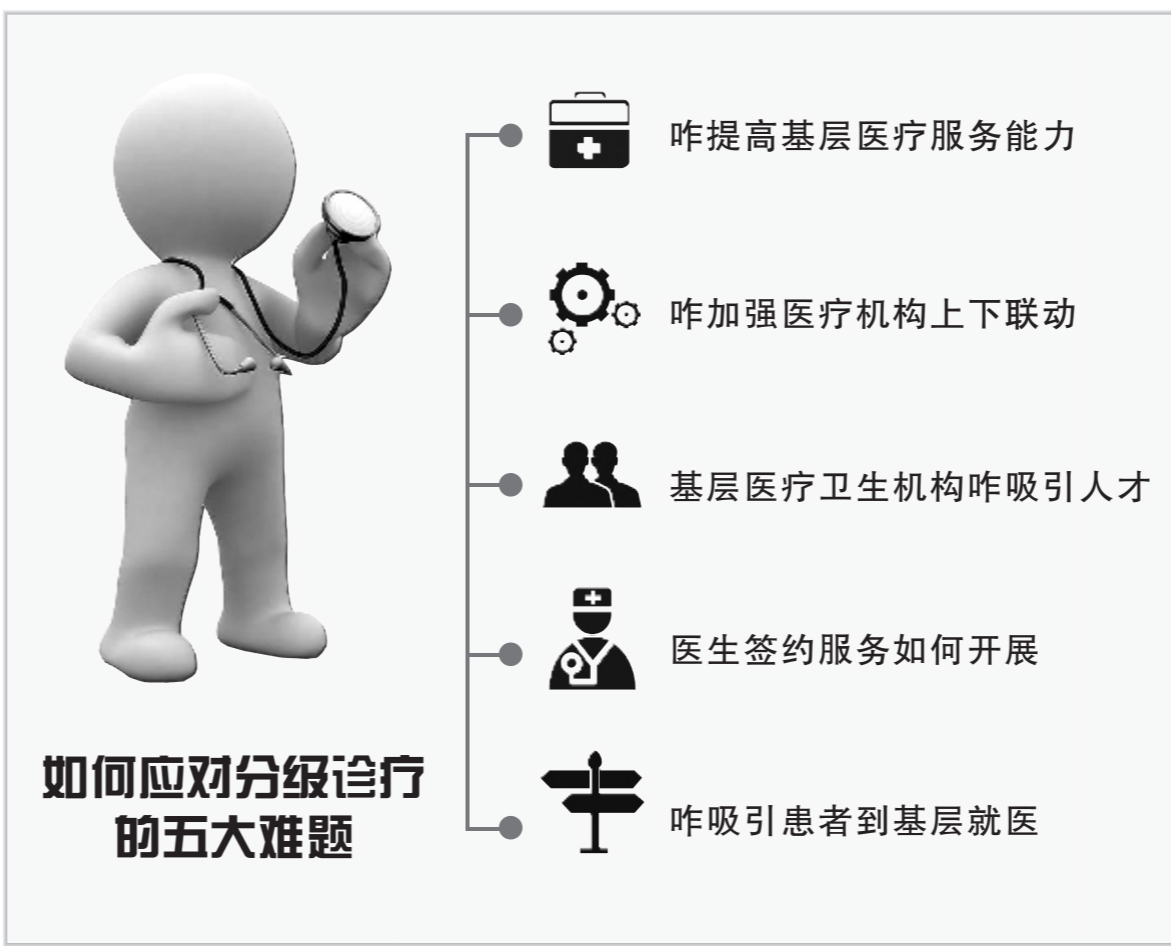 如何应对分级诊疗
的五大难题
咋提高基层医疗服务能力
咋加强医疗机构上下联动
基层医疗卫生机构咋吸引人才
医生签约服务如何开展
咋吸引患者到基层就医